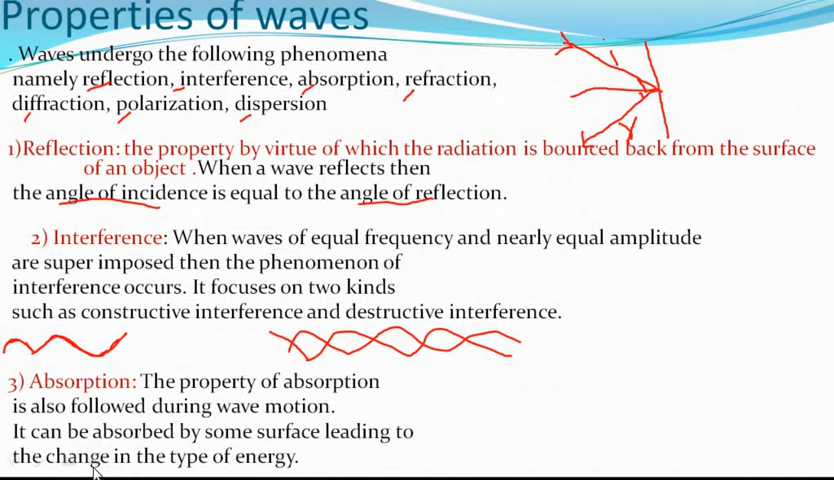 Properties of waves
. Waves undergo the following phenomena
namely reflection, interference, absorption, refraction,
diffraction, polarization, dispersion
1)Reflection: the property by virtue of which the radiation is bounced back from the surface
of an object .When a wave reflects then
the angle of incidence is equal to the angle of reflection.
2) Interference: When waves of equal frequency and nearly equal amplitude
are super imposed then the phenomenon of
interference occurs. It focuses on two kinds
such as constructive interference and destructive interference.
3) Absorption: The property of absorption
is also followed during wave motion.
It can be absorbed by some surface leading to
the change in the type of energy.